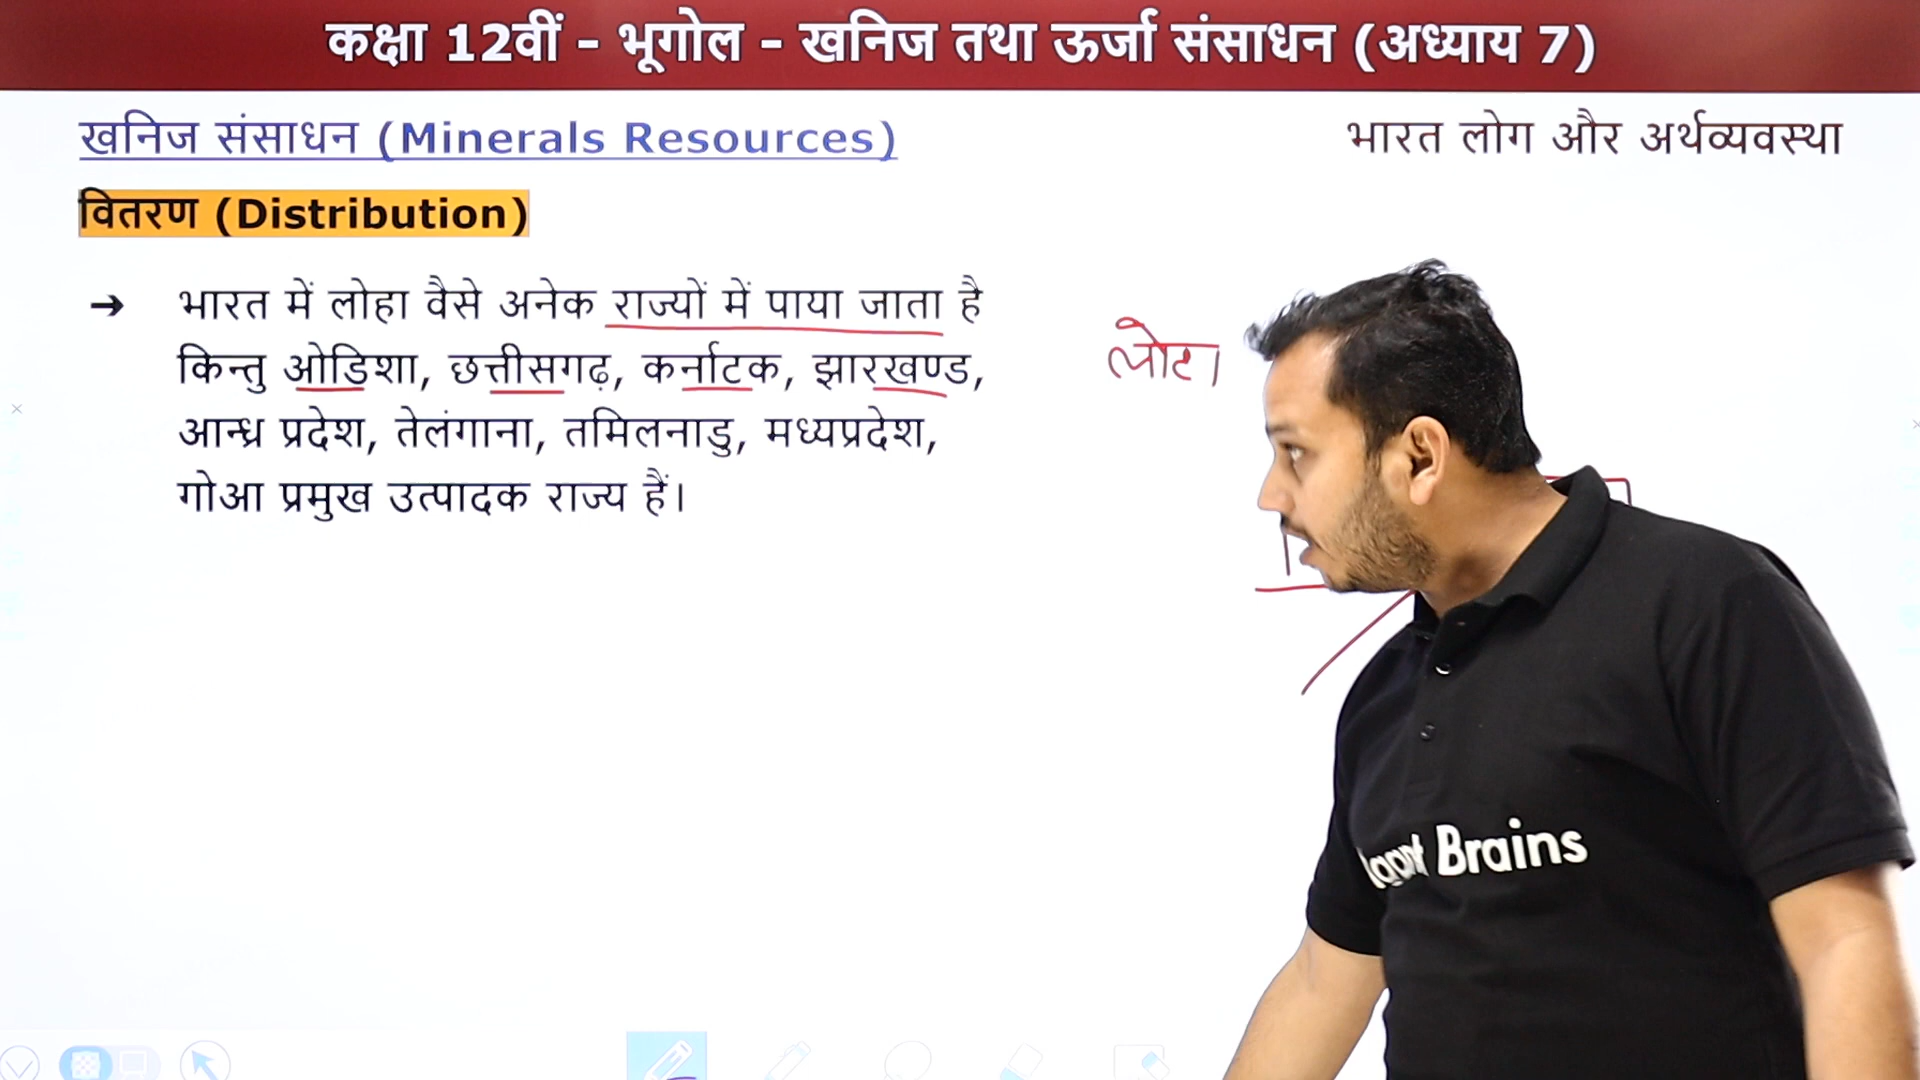 कक्षा 12वीं - भूगोल - खनिज तथा ऊर्जा संसाधन (अध्याय 7)
खनिज संसाधन (Minerals Resources)
भारत लोग और अर्थव्यवस्था
वितरण (Distribution)
➔ भारत में लोहा वैसे अनेक राज्यों में पाया जाता है
किन्तु ओडिशा, छत्तीसगढ़, कर्नाटक, झारखण्ड,
आन्ध्र प्रदेश, तेलंगाना, तमिलनाडु, मध्यप्रदेश,
गोआ प्रमुख उत्पादक राज्य हैं।
Brains